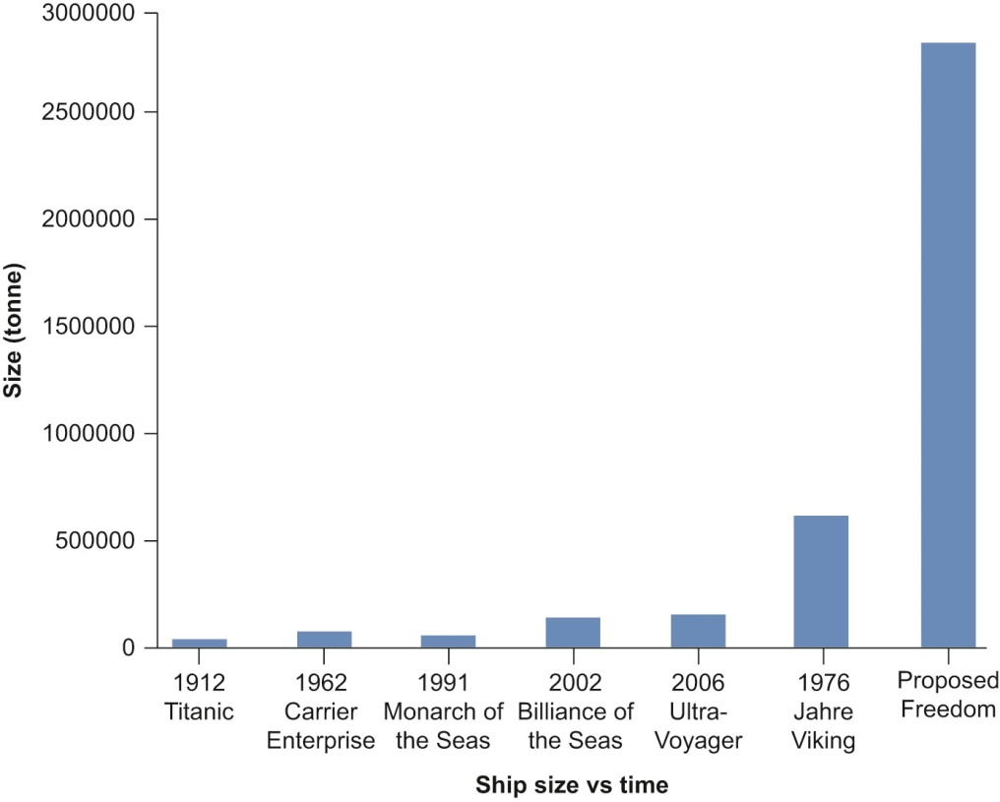 3000000
2500000
2000000
1500000
1000000
500000
0
Size (tonne)
1912
Titanic
1962
Carrier
Enterprise
1991
Monarch of
the Seas
2002
Billiance of
the Seas
2006
Ultra-
Voyager
1976
Jahre
Viking
Proposed
Freedom
Ship size vs time